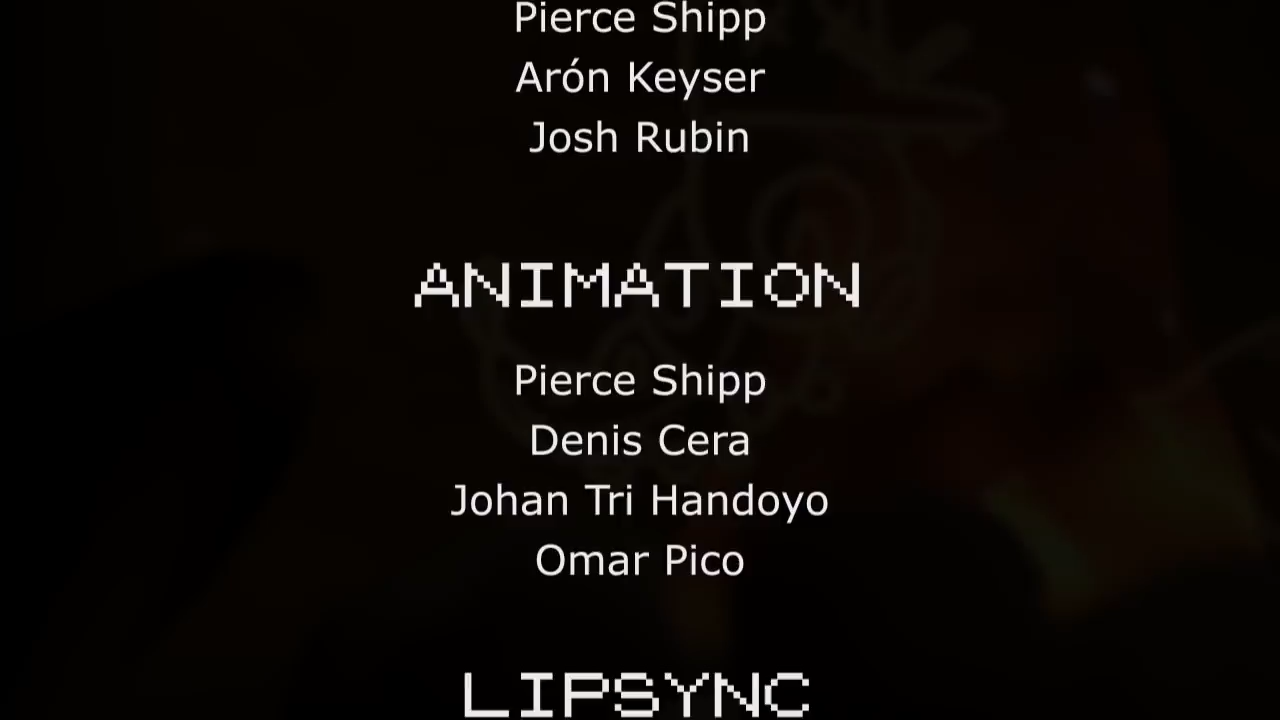 Pierce Shipp
Arón Keyser
Josh Rubin
ANIMATION
Pierce Shipp
Denis Cera
Johan Tri Handoyo
Omar Pico
LIPSYNC